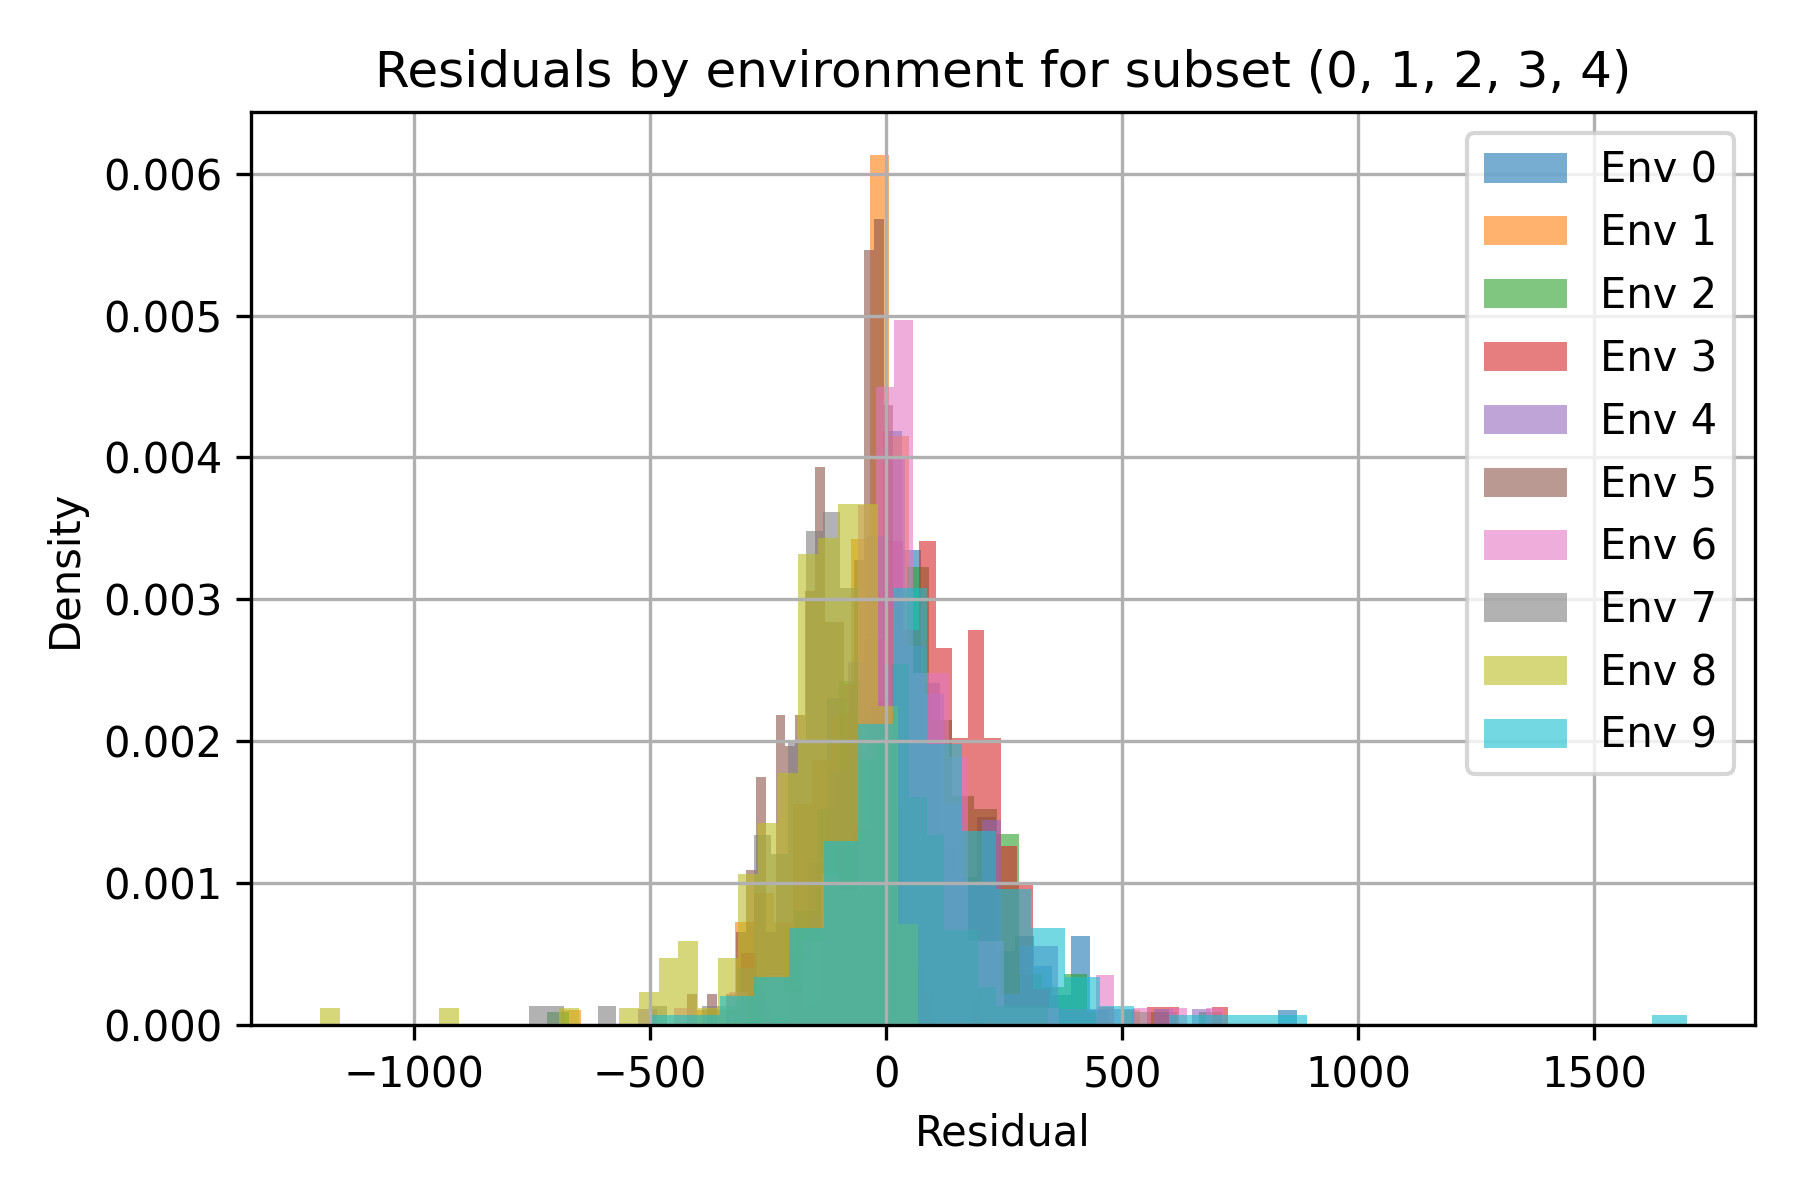 Residuals by environment for subset (0, 1, 2, 3, 4)
0.006
0.005
0.004
0.003
0.002
0.001
0.000
Density
−1000
−500
0
500
1000
1500
Residual
Env 0
Env 1
Env 2
Env 3
Env 4
Env 5
Env 6
Env 7
Env 8
Env 9